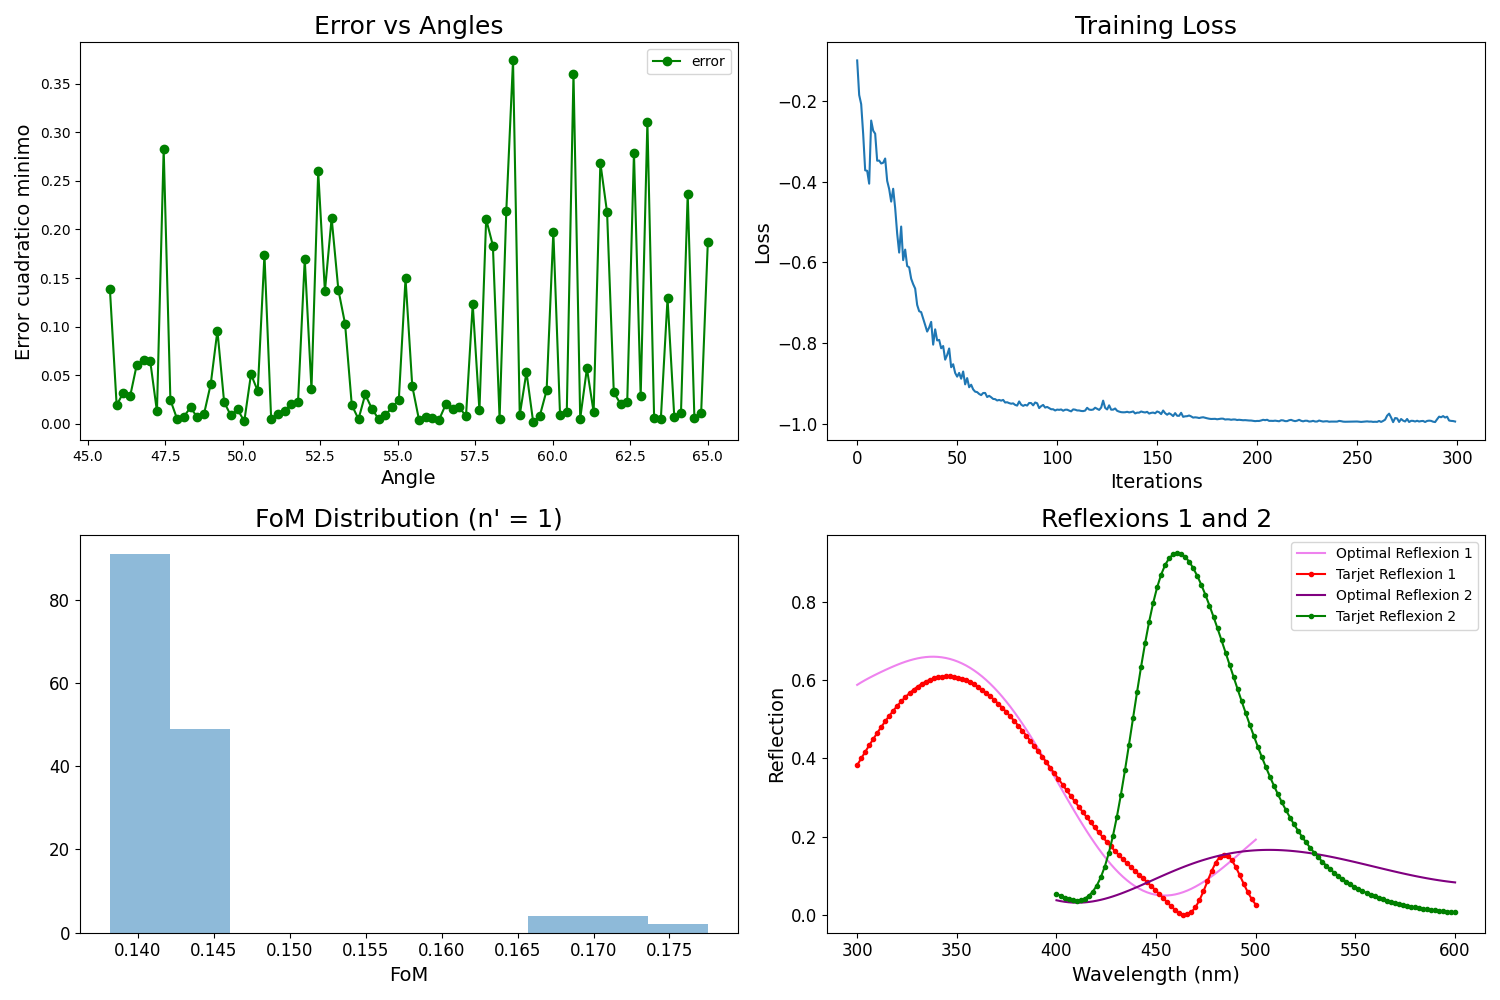 Error vs Angles
error
Error cuadratico minimo
0.35
0.30
0.25
0.20
0.15
0.10
0.05
0.00
45.0 47.5 50.0 52.5 55.0 57.5 60.0 62.5 65.0
Angle
Training Loss
Loss
−0.2
−0.4
−0.6
−0.8
−1.0
0 50 100 150 200 250 300
Iterations
FoM Distribution (n' = 1)
80
60
40
20
0
0.140 0.145 0.150 0.155 0.160 0.165 0.170 0.175
FoM
Reflexions 1 and 2
Optimal Reflexion 1
Tarjet Reflexion 1
Optimal Reflexion 2
Tarjet Reflexion 2
Reflection
0.8
0.6
0.4
0.2
0.0
300 350 400 450 500 550 600
Wavelength (nm)